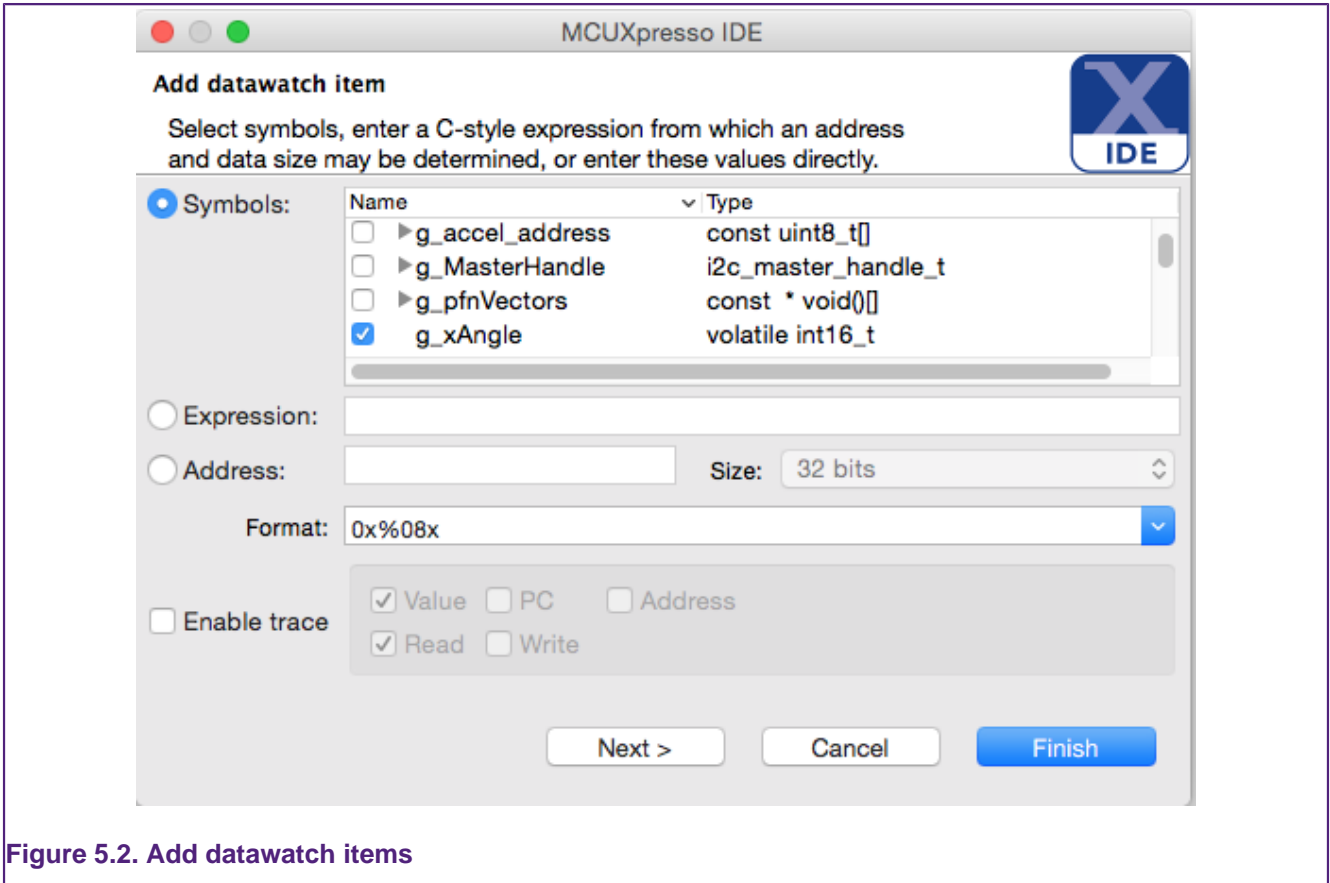 MCUXpresso IDE
Add datawatch item
Select symbols, enter a C-style expression from which an address
and data size may be determined, or enter these values directly.
X
IDE
Symbols:
Name Type
g_accel_address const uint8_t[]
g_MasterHandle i2c_master_handle_t
g_pfnVectors const * void()[]
g_xAngle volatile int16_t
Expression:
Address: Size: 32 bits
Format: 0x%08x
Enable trace
Value PC Address
Read Write
Next > Cancel Finish
Figure 5.2. Add datawatch items